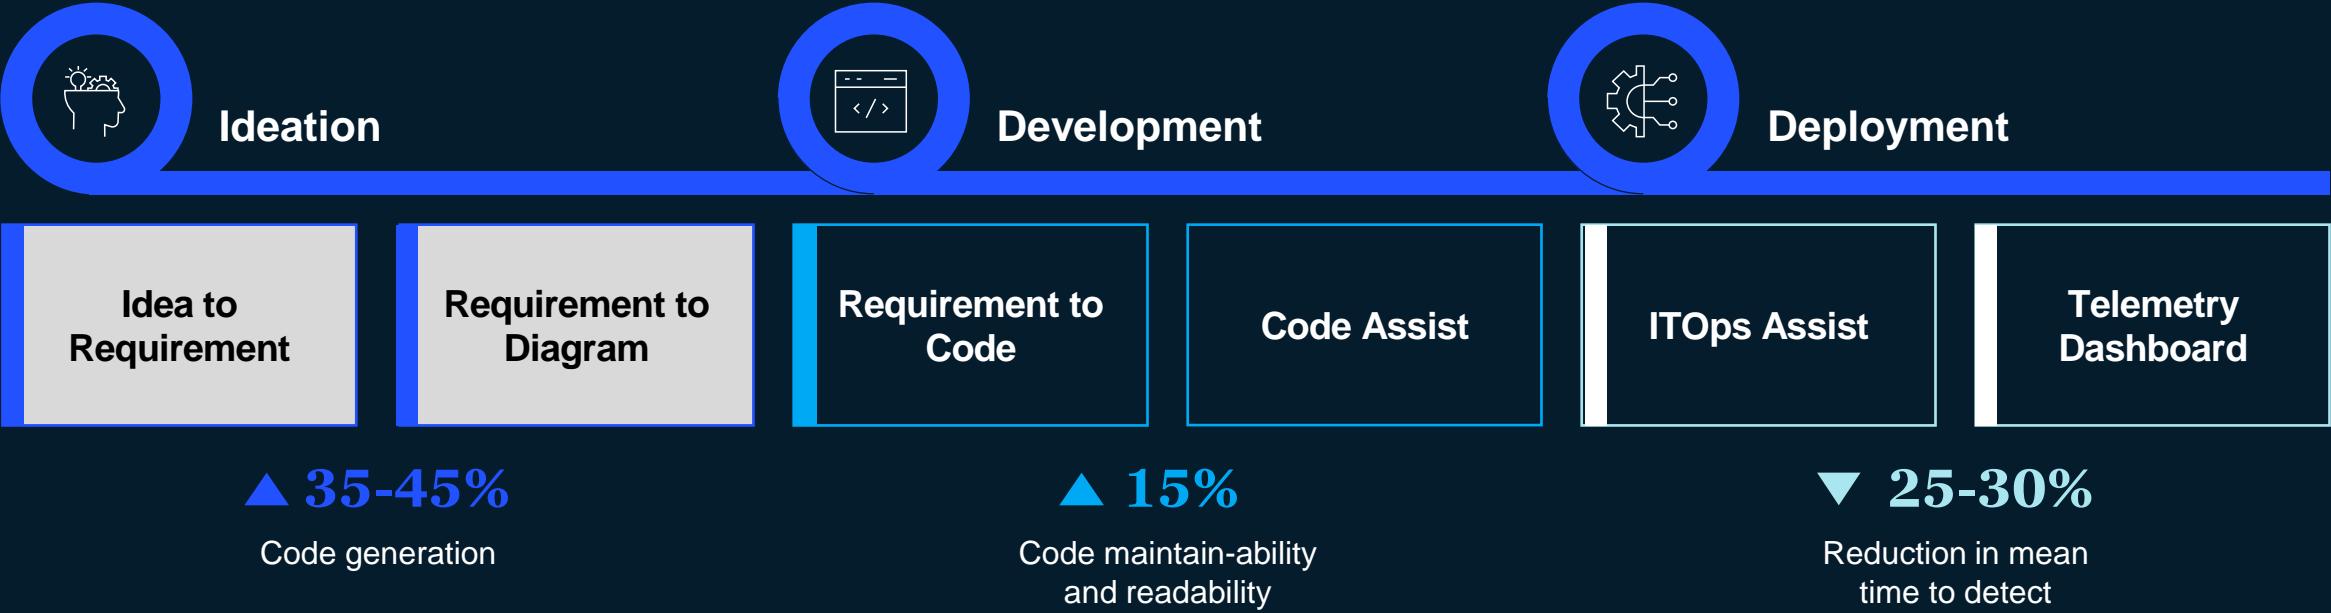 Ideation
Development
Deployment
</>
Idea to
Requirement
Requirement to
Diagram
Requirement to
Code
Code Assist
ITOps Assist
Telemetry
Dashboard
▲ 35-45%
Code generation
▲ 15%
Code maintain-ability
and readability
▼ 25-30%
Reduction in mean
time to detect